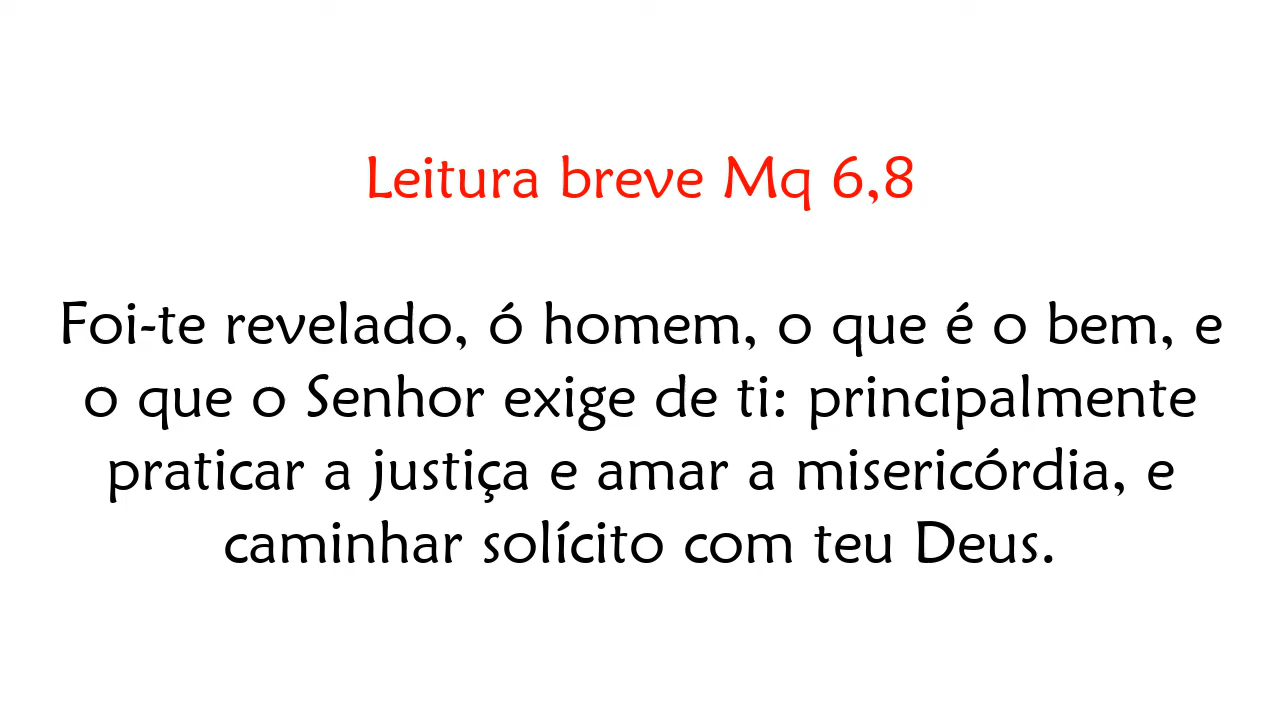 Leitura breve Mq 6,8
Foi-te revelado, ó homem, o que é o bem, e
o que o Senhor exige de ti: principalmente
praticar a justiça e amar a misericórdia, e
caminhar solícito com teu Deus.